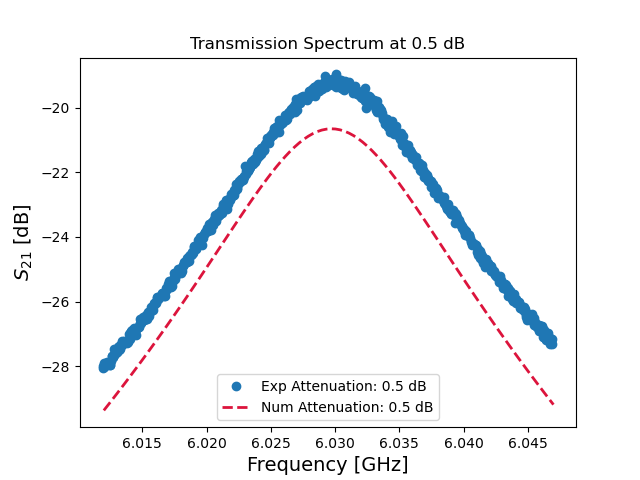 Transmission Spectrum at 0.5 dB
S21 [dB]
−20
−22
−24
−26
−28
Exp Attenuation: 0.5 dB
Num Attenuation: 0.5 dB
6.015 6.020 6.025 6.030 6.035 6.040 6.045
Frequency [GHz]